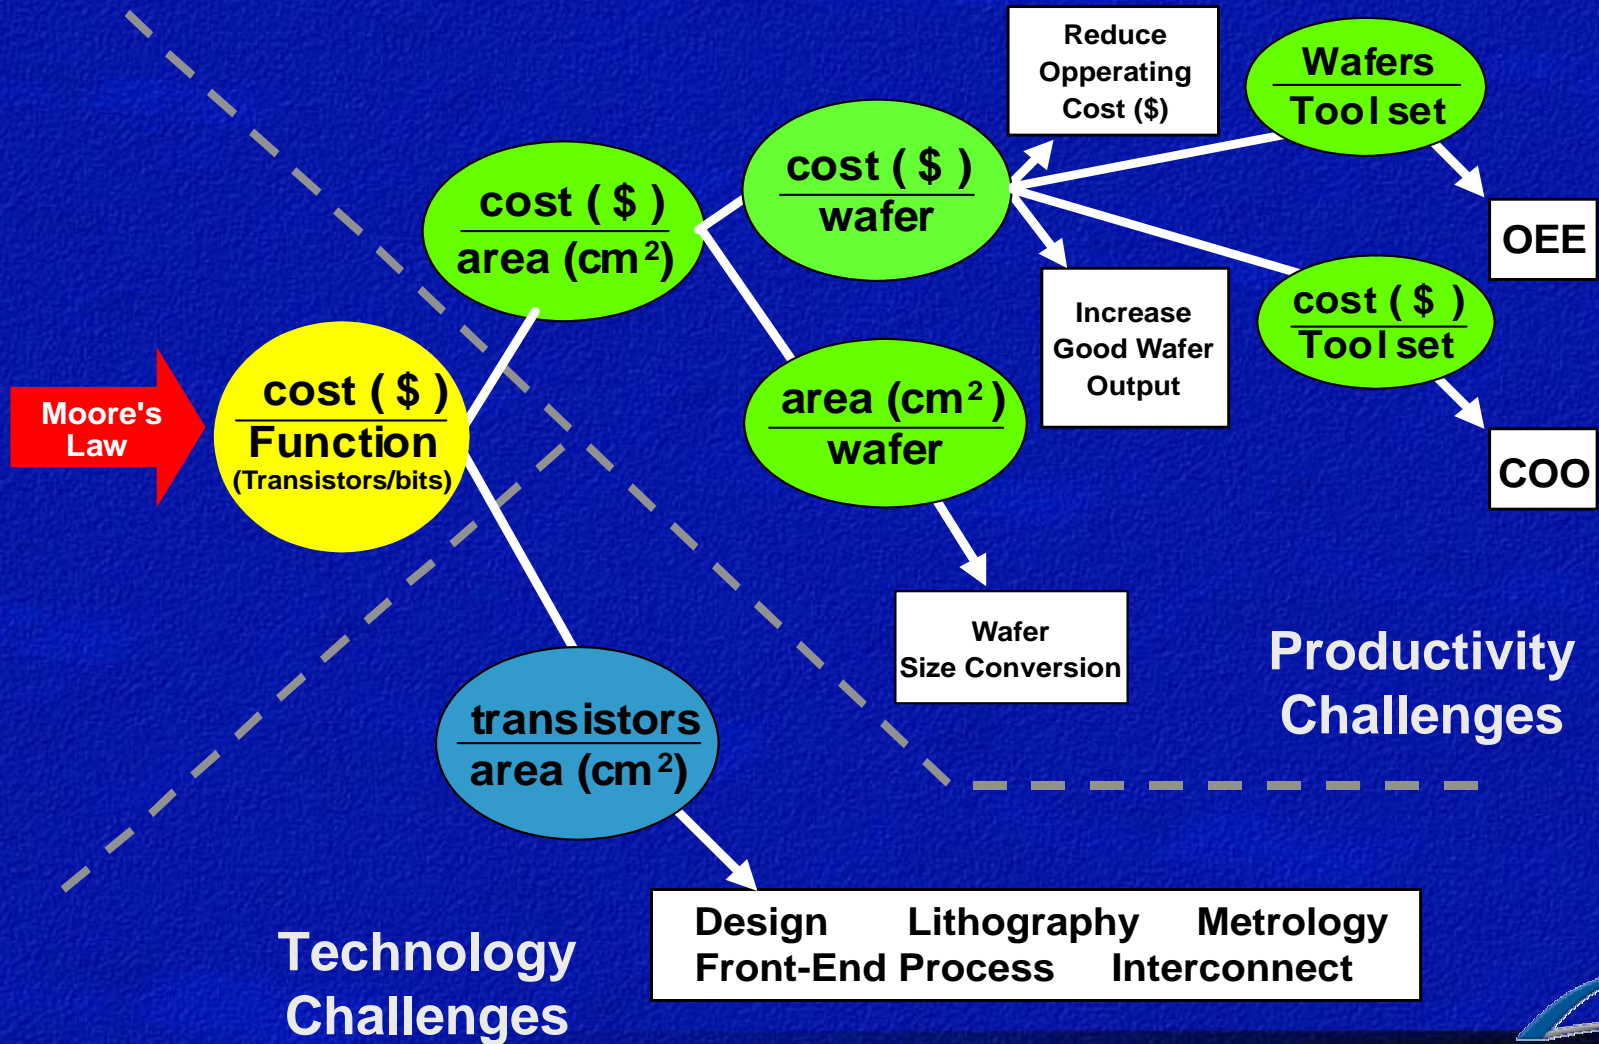 Moore's
Law
cost ( $ )
Function
(Transistors/bits)
cost ( $ )
area (cm²)
transistors
area (cm²)
cost ( $ )
wafer
area (cm²)
wafer
Reduce
Opperating
Cost ($)
Increase
Good Wafer
Output
Wafers
Tool set
OEE
cost ( $ )
Tool set
COO
Wafer
Size Conversion
Productivity
Challenges
Technology
Challenges
Design Lithography Metrology
Front-End Process Interconnect